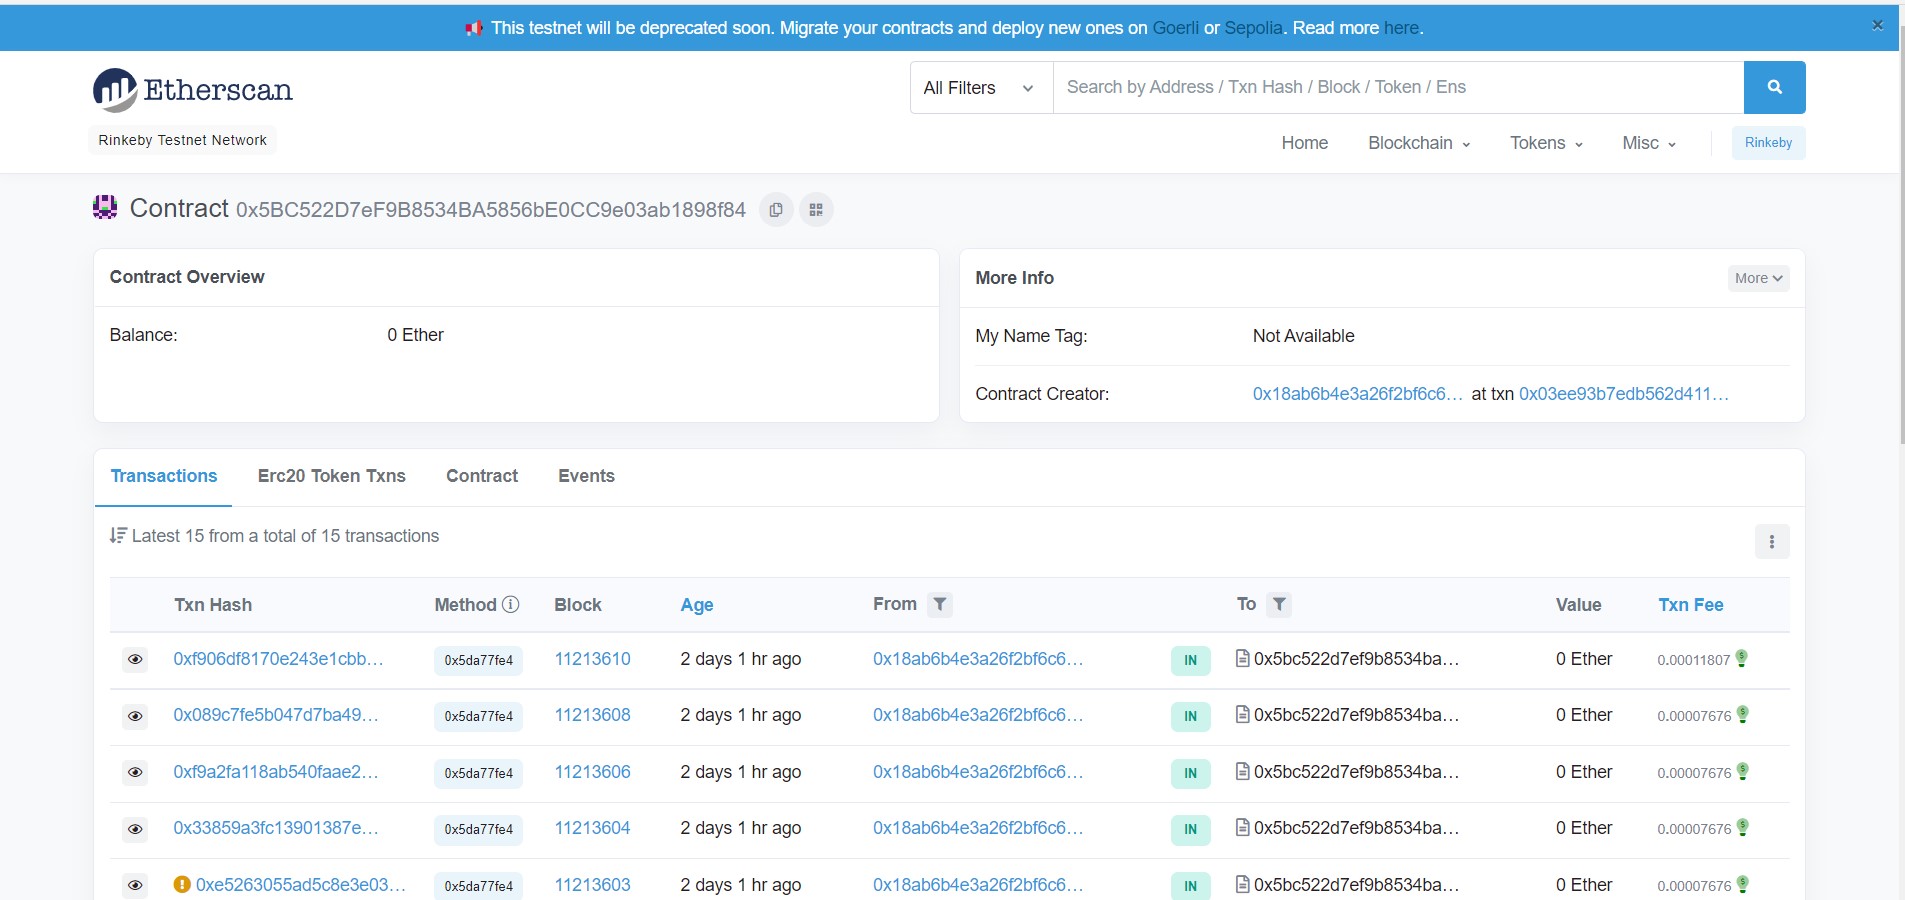 This testnet will be deprecated soon. Migrate your contracts and deploy new ones on Goerli or Sepolia. Read more here.
×
Etherscan
All Filters
Search by Address / Txn Hash / Block / Token / Ens
Rinkeby Testnet Network
Home Blockchain Tokens Misc Rinkeby
Contract 0x5BC522D7eF9B8534BA5856bE0CC9e03ab1898f84
Contract Overview
Balance: 0 Ether
More Info More
My Name Tag: Not Available
Contract Creator: 0x18ab6b4e3a26f2bf6c6... at txn 0x03ee93b7edb562d411...
Transactions Erc20 Token Txns Contract Events
Latest 15 from a total of 15 transactions
Txn Hash Method Block Age From To Value Txn Fee
0xf906df8170e243e1cbb... 0x5da77fe4 11213610 2 days 1 hr ago 0x18ab6b4e3a26f2bf6c6... IN 0x5bc522d7ef9b8534ba... 0 Ether 0.00011807
0x089c7fe5b047d7ba49... 0x5da77fe4 11213608 2 days 1 hr ago 0x18ab6b4e3a26f2bf6c6... IN 0x5bc522d7ef9b8534ba... 0 Ether 0.00007676
0xf9a2fa118ab540faae2... 0x5da77fe4 11213606 2 days 1 hr ago 0x18ab6b4e3a26f2bf6c6... IN 0x5bc522d7ef9b8534ba... 0 Ether 0.00007676
0x33859a3fc13901387e... 0x5da77fe4 11213604 2 days 1 hr ago 0x18ab6b4e3a26f2bf6c6... IN 0x5bc522d7ef9b8534ba... 0 Ether 0.00007676
0xe5263055ad5c8e3e03... 0x5da77fe4 11213603 2 days 1 hr ago 0x18ab6b4e3a26f2bf6c6... IN 0x5bc522d7ef9b8534ba... 0 Ether 0.00007676